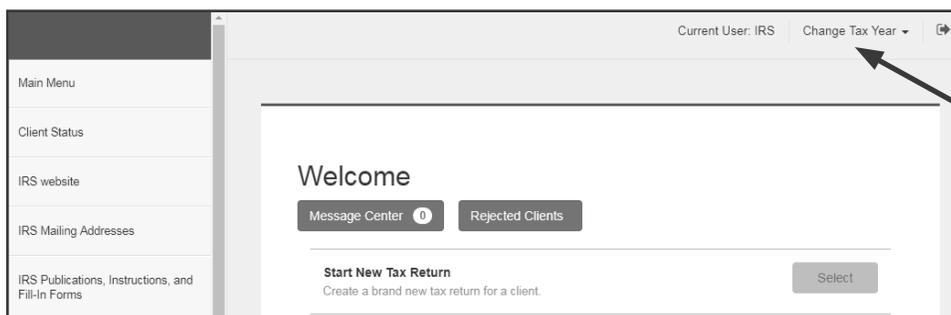 Current User: IRS
Change Tax Year
Main Menu
Client Status
IRS website
IRS Mailing Addresses
IRS Publications, Instructions, and
Fill-In Forms
Welcome
Message Center 0
Rejected Clients
Start New Tax Return
Create a brand new tax return for a client.
Select